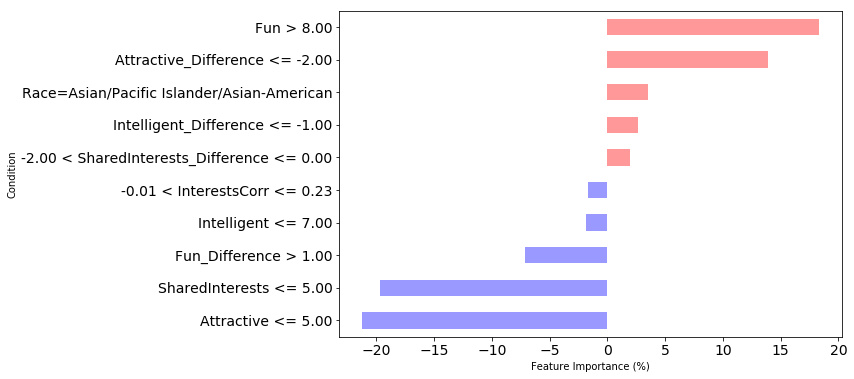 Fun > 8.00
Attractive_Difference <= -2.00
Race=Asian/Pacific Islander/Asian-American
Intelligent_Difference <= -1.00
-2.00 < SharedInterests_Difference <= 0.00
-0.01 < InterestsCorr <= 0.23
Intelligent <= 7.00
Fun_Difference > 1.00
SharedInterests <= 5.00
Attractive <= 5.00
Condition
−20 −15 −10 −5 0 5 10 15 20
Feature Importance (%)